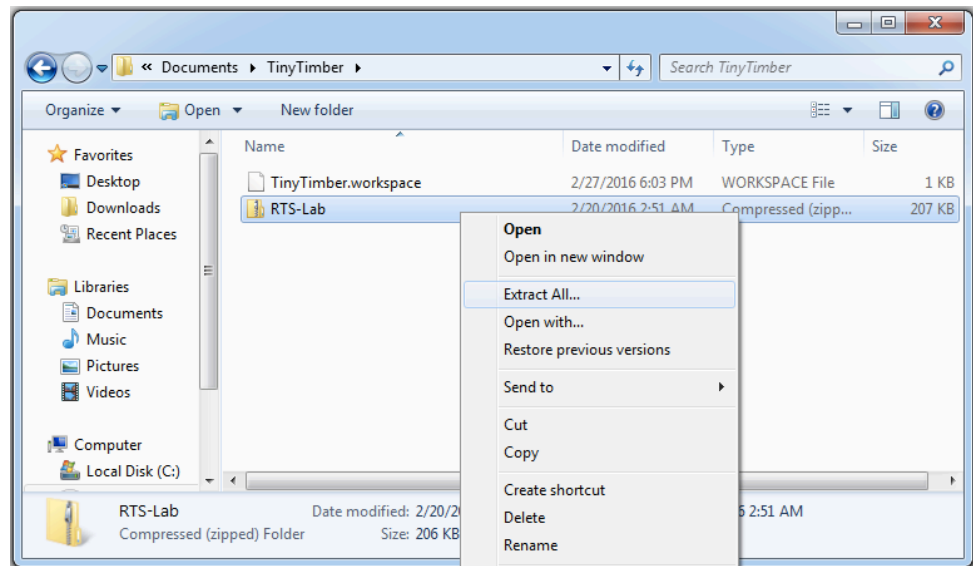 « Documents ▸ TinyTimber ▸
Search TinyTimber
Organize Open New folder
Name Date modified Type Size
Favorites
Desktop
Downloads
Recent Places
Libraries
Documents
Music
Pictures
Videos
Computer
Local Disk (C:)
TinyTimber.workspace 2/27/2016 6:03 PM WORKSPACE File 1 KB
RTS-Lab 2/20/2016 2:51 AM Compressed (zipp... 207 KB
Open
Open in new window
Extract All...
Open with...
Restore previous versions
Send to
Cut
Copy
Create shortcut
Delete
Rename
RTS-Lab Date modified: 2/20/20 6 2:51 AM
Compressed (zipped) Folder Size: 206 KB